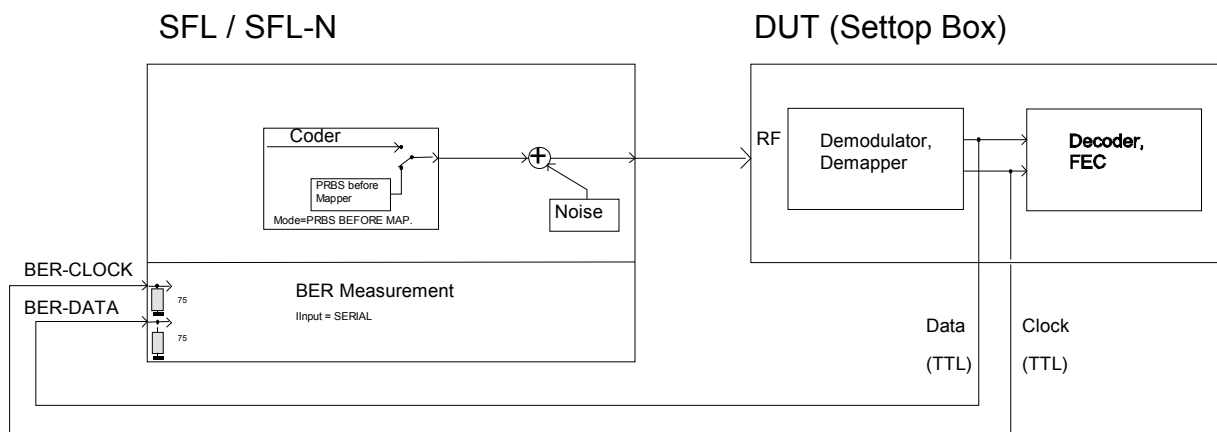 SFL / SFL-N
DUT (Settop Box)
Coder
PRBS before
Mapper
Mode=PRBS BEFORE MAP.
Noise
RF
Demodulator,
Demapper
Decoder,
FEC
BER-CLOCK
75
BER-DATA
75
BER Measurement
IInput = SERIAL
Data
(TTL)
Clock
(TTL)